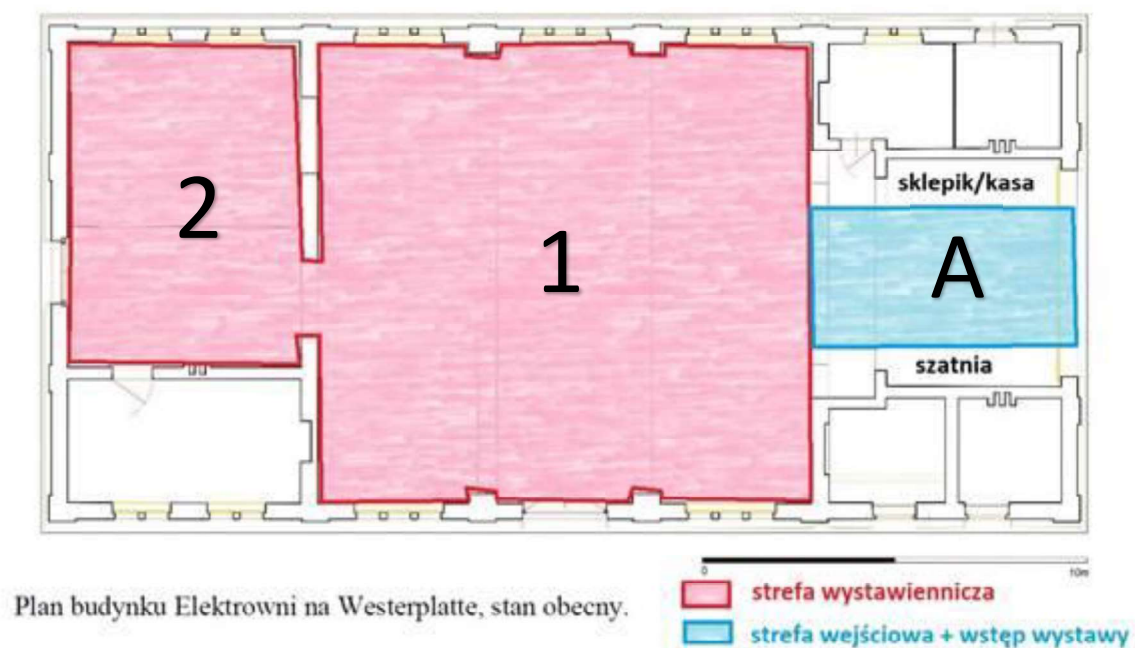 2
1
A
sklepik/kasa
szatnia
0
10m
Plan budynku Elektrowni na Westerplatte, stan obecny.
strefa wystawiennicza
strefa wejściowa + wstęp wystawy